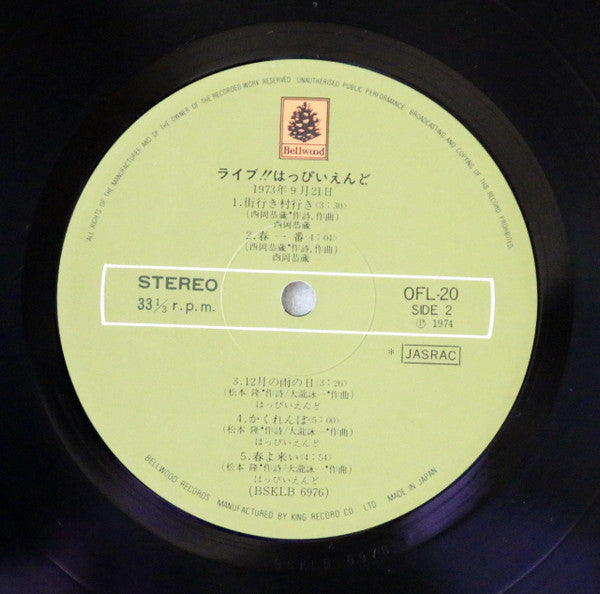 ALL RIGHTS OF THE MANUFACTURER AND OF THE OWNER OF THE RECORDED WORK RESERVED UNAUTHORISED PUBLIC PERFORMANCE BROADCASTING AND COPYING OF THIS RECORD PROHIBITED.
Bellwood
ライブ!!はっぴいえんど
1973年9月21日
1.街行き村行き(3:30)
(西岡恭蔵*作詩,作曲)
西岡恭蔵
2.春一番(4:04)
(西岡恭蔵*作詩,作曲)
西岡恭蔵
STEREO
33⅓ r.p.m.
OFL-20
SIDE 2
Ⓟ 1974
* JASRAC
3.12月の雨の日(3:26)
(松本 隆*作詩/大瀧詠一*作曲)
はっぴいえんど
4.かくれんぼ(5:00)
(松本 隆*作詩/大瀧詠一*作曲)
はっぴいえんど
5.春よ来い(4:54)
(松本 隆*作詩/大瀧詠一*作曲)
はっぴいえんど
(BSKLB 6976)
BELLWOOD RECORDS MANUFACTURED BY KING RECORD CO LTD MADE IN JAPAN
BSKLB 6976